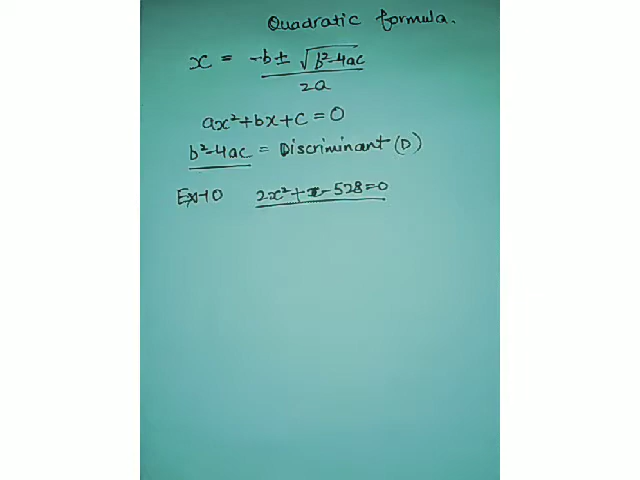 Quadratic formula.
x = -b ± √b²-4ac
2a
ax²+bx+c=0
b²-4ac = Discriminant (D)
Ex-10 2x²+x-528=0